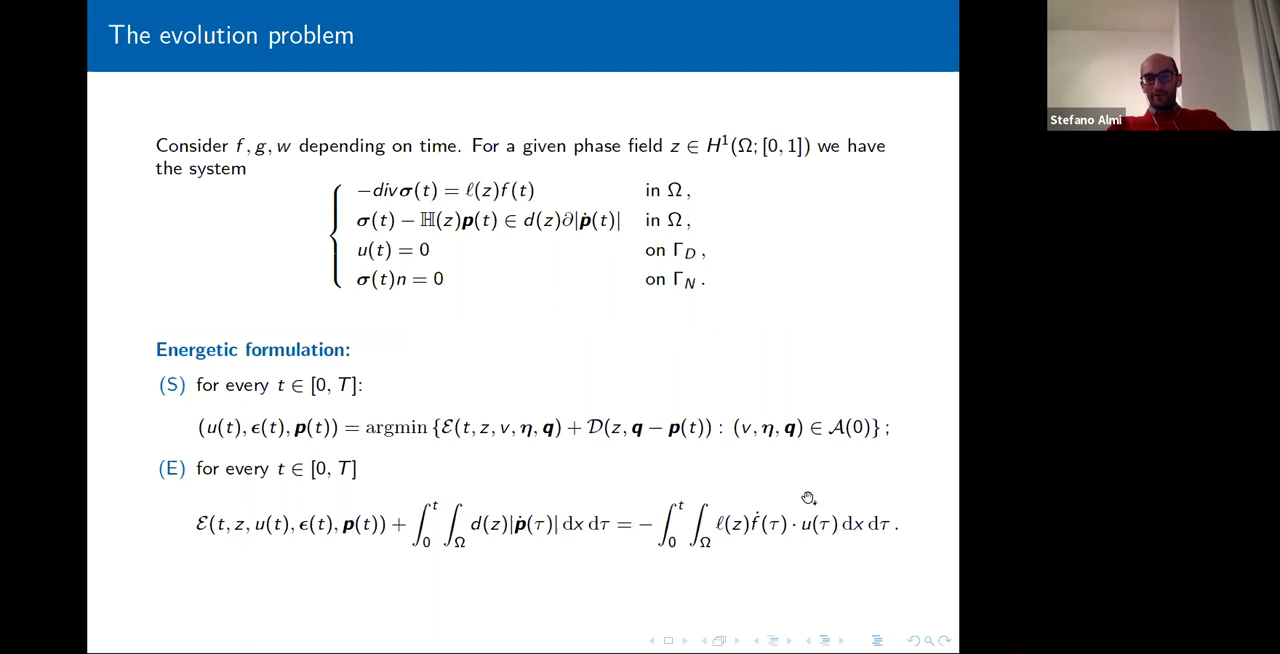 The evolution problem
Stefano Almi
Consider f, g, w depending on time. For a given phase field z ∈ H¹(Ω; [0, 1]) we have
the system
−div𝝈(t) = ℓ(z)f(t) in Ω,
𝝈(t) − ℍ(z)𝒑(t) ∈ d(z)∂|𝒑̇(t)| in Ω,
u(t) = 0 on Γ_D,
𝝈(t)n = 0 on Γ_N.
Energetic formulation:
(S) for every t ∈ [0, T]:
(u(t), 𝝐(t), 𝒑(t)) = argmin {ℰ(t, z, v, 𝜼, 𝒒) + 𝒟(z, 𝒒 − 𝒑(t)) : (v, 𝜼, 𝒒) ∈ 𝒜(0)};
(E) for every t ∈ [0, T]
ℰ(t, z, u(t), 𝝐(t), 𝒑(t)) + ∫₀ᵗ ∫_Ω d(z)|𝒑̇(τ)| dx dτ = − ∫₀ᵗ ∫_Ω ℓ(z)ḟ(τ) · u(τ) dx dτ.